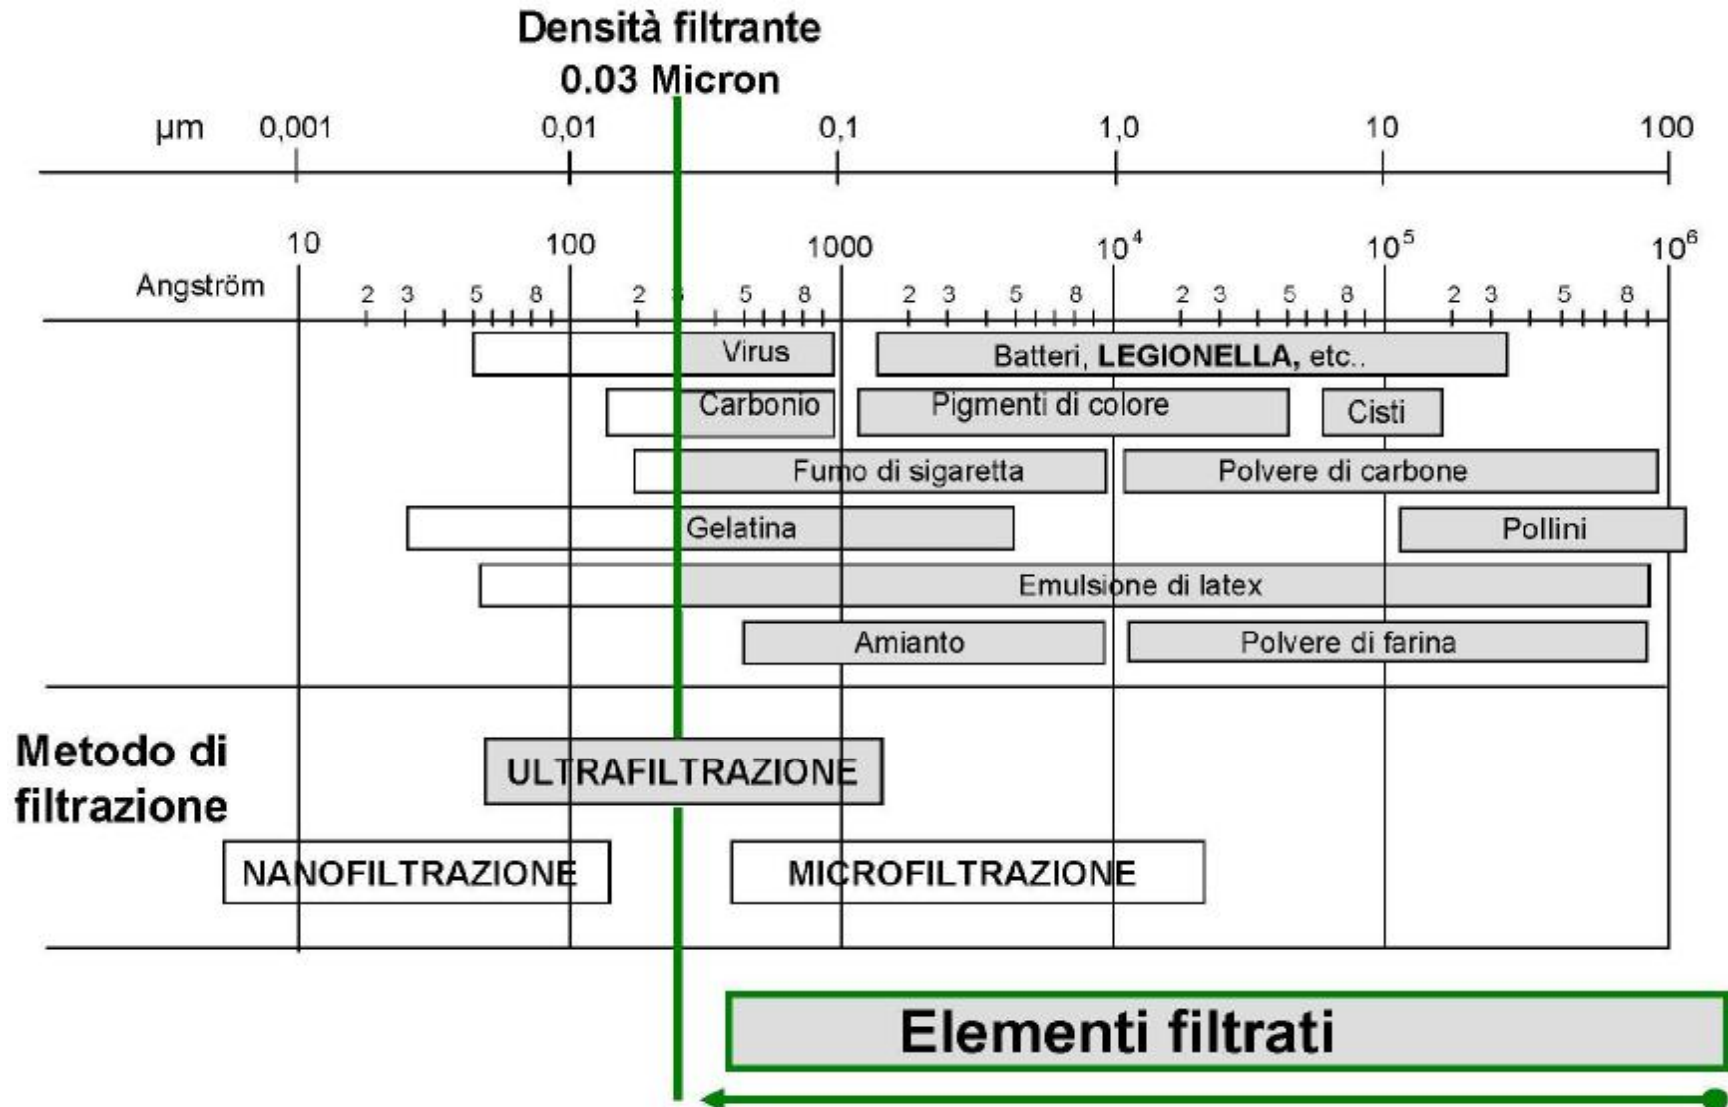 Densità filtrante
0.03 Micron
µm 0,001 0,01 0,1 1,0 10 100
10 100 1000 10⁴ 10⁵ 10⁶
Angström 2 3 5 8 2 3 5 8 2 3 5 8 2 3 5 8 2 3 5 8
Virus Batteri, LEGIONELLA, etc..
Carbonio Pigmenti di colore Cisti
Fumo di sigaretta Polvere di carbone
Gelatina Pollini
Emulsione di latex
Amianto Polvere di farina
Metodo di
filtrazione
ULTRAFILTRAZIONE
NANOFILTRAZIONE MICROFILTRAZIONE
Elementi filtrati